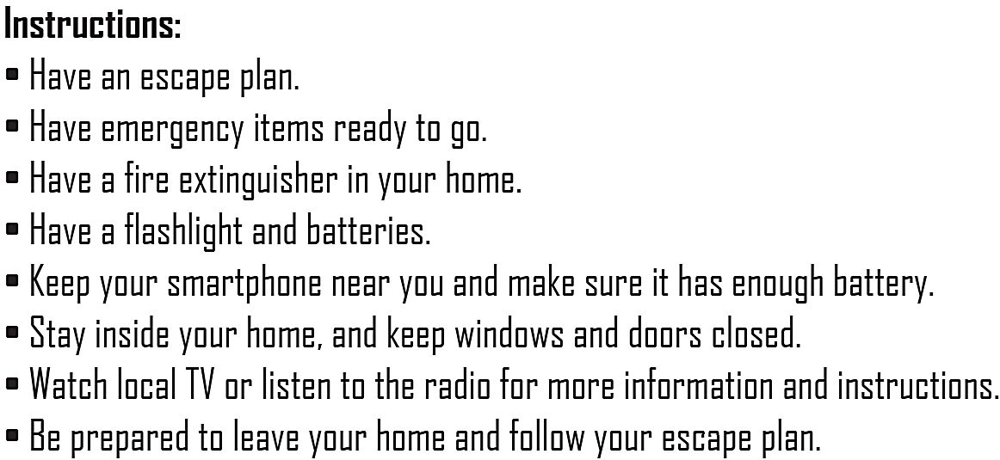 Instructions:
▪ Have an escape plan.
▪ Have emergency items ready to go.
▪ Have a fire extinguisher in your home.
▪ Have a flashlight and batteries.
▪ Keep your smartphone near you and make sure it has enough battery.
▪ Stay inside your home, and keep windows and doors closed.
▪ Watch local TV or listen to the radio for more information and instructions.
▪ Be prepared to leave your home and follow your escape plan.